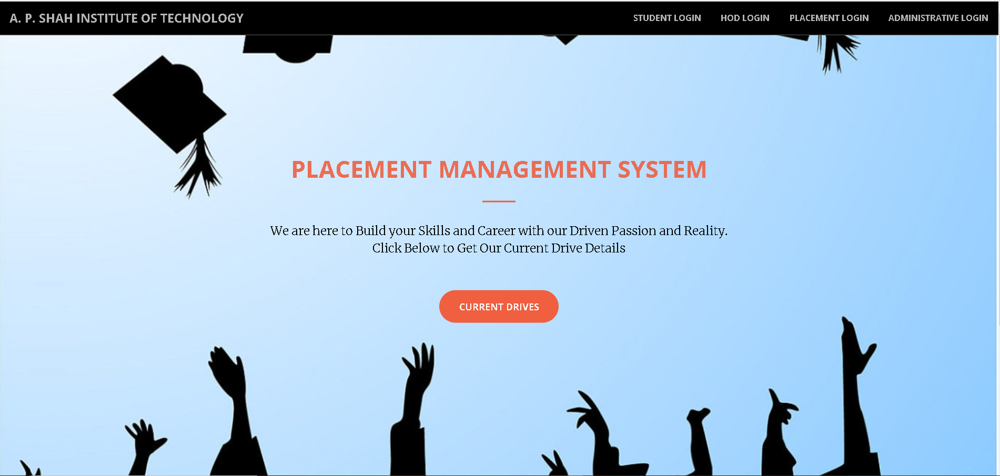 A. P. SHAH INSTITUTE OF TECHNOLOGY
STUDENT LOGIN
HOD LOGIN
PLACEMENT LOGIN
ADMINISTRATIVE LOGIN
PLACEMENT MANAGEMENT SYSTEM
We are here to Build your Skills and Career with our Driven Passion and Reality.
Click Below to Get Our Current Drive Details
CURRENT DRIVES